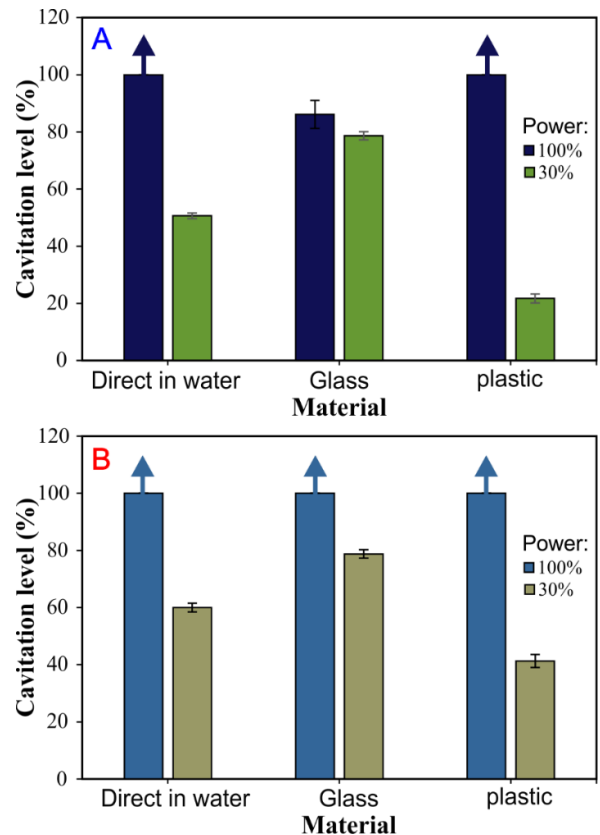 A
120
100
80
60
40
20
0
Cavitation level (%)
Power:
100%
30%
Direct in water Glass plastic
Material
B
120
100
80
60
40
20
0
Cavitation level (%)
Power:
100%
30%
Direct in water Glass plastic
Material